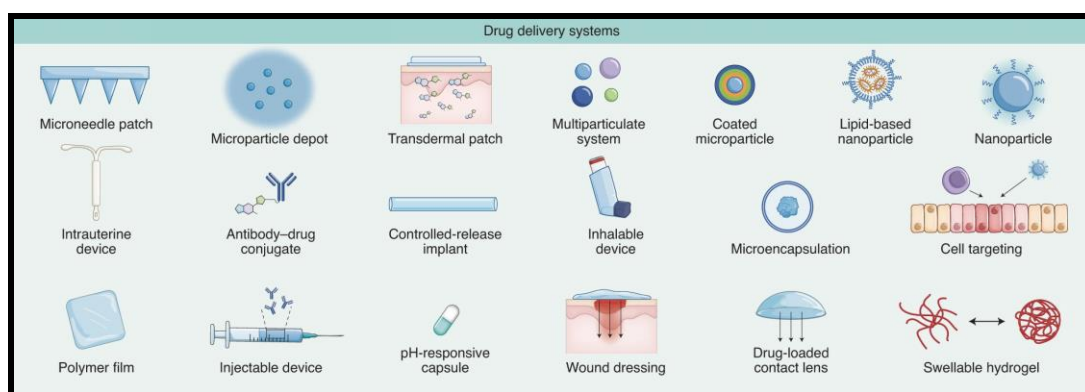 Drug delivery systems
Microneedle patch
Microparticle depot
Transdermal patch
Multiparticulate
system
Coated
microparticle
Lipid-based
nanoparticle
Nanoparticle
Intrauterine
device
Antibody–drug
conjugate
Controlled-release
implant
Inhalable
device
Microencapsulation
Cell targeting
Polymer film
Injectable device
pH-responsive
capsule
Wound dressing
Drug-loaded
contact lens
Swellable hydrogel